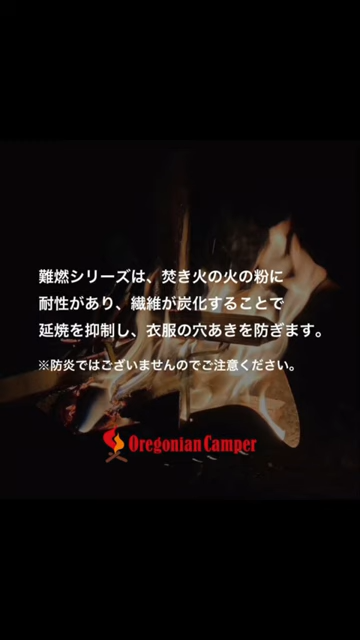 難燃シリーズは、焚き火の火の粉に
耐性があり、繊維が炭化することで
延焼を抑制し、衣服の穴あきを防ぎます。
※防炎ではございませんのでご注意ください。
Oregonian Camper